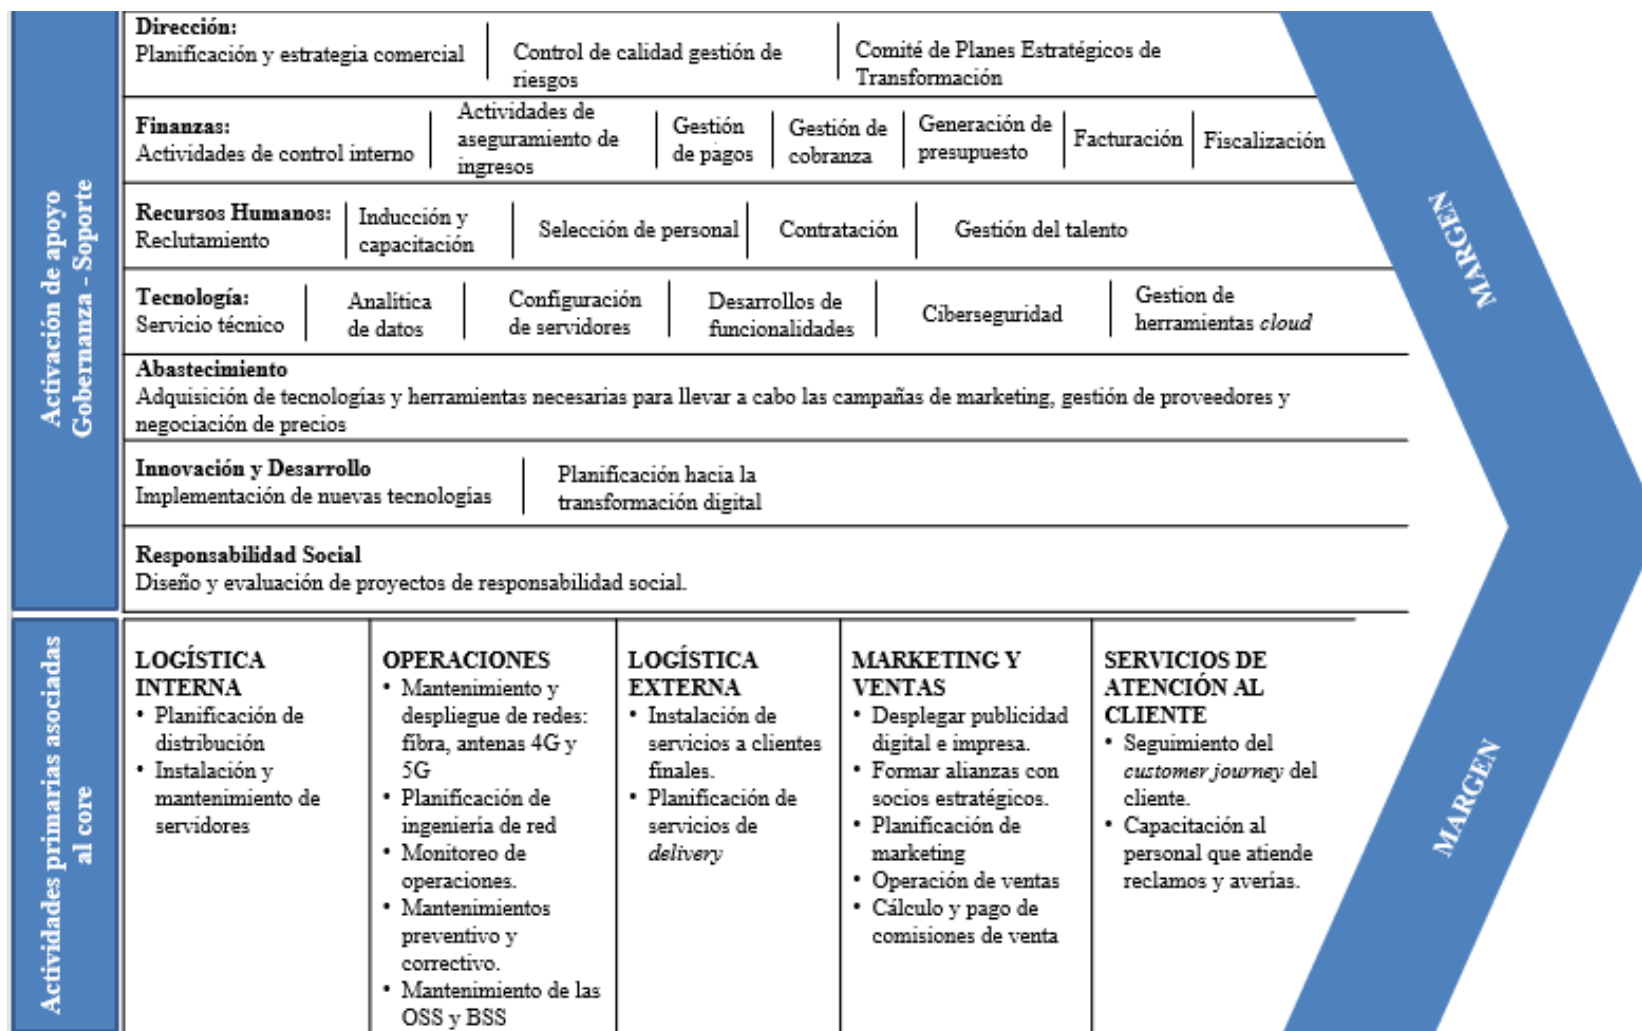 Activación de apoyo
Gobernanza - Soporte
Dirección:
Planificación y estrategia comercial
Control de calidad gestión de
riesgos
Comité de Planes Estratégicos de
Transformación
Finanzas:
Actividades de control interno
Actividades de
aseguramiento de
ingresos
Gestión
de pagos
Gestión de
cobranza
Generación de
presupuesto
Facturación
Fiscalización
Recursos Humanos:
Reclutamiento
Inducción y
capacitación
Selección de personal
Contratación
Gestión del talento
Tecnología:
Servicio técnico
Analítica
de datos
Configuración
de servidores
Desarrollos de
funcionalidades
Ciberseguridad
Gestion de
herramientas cloud
Abastecimiento
Adquisición de tecnologías y herramientas necesarias para llevar a cabo las campañas de marketing, gestión de proveedores y
negociación de precios
Innovación y Desarrollo
Implementación de nuevas tecnologías
Planificación hacia la
transformación digital
Responsabilidad Social
Diseño y evaluación de proyectos de responsabilidad social.
MARGEN
Actividades primarias asociadas
al core
LOGÍSTICA
INTERNA
• Planificación de
distribución
• Instalación y
mantenimiento de
servidores
OPERACIONES
• Mantenimiento y
despliegue de redes:
fibra, antenas 4G y
5G
• Planificación de
ingeniería de red
• Monitoreo de
operaciones.
• Mantenimientos
preventivo y
correctivo.
• Mantenimiento de las
OSS y BSS
LOGÍSTICA
EXTERNA
• Instalación de
servicios a clientes
finales.
• Planificación de
servicios de
delivery
MARKETING Y
VENTAS
• Desplegar publicidad
digital e impresa.
• Formar alianzas con
socios estratégicos.
• Planificación de
marketing
• Operación de ventas
• Cálculo y pago de
comisiones de venta
SERVICIOS DE
ATENCIÓN AL
CLIENTE
• Seguimiento del
customer journey del
cliente.
• Capacitación al
personal que atiende
reclamos y averías.
MARGEN